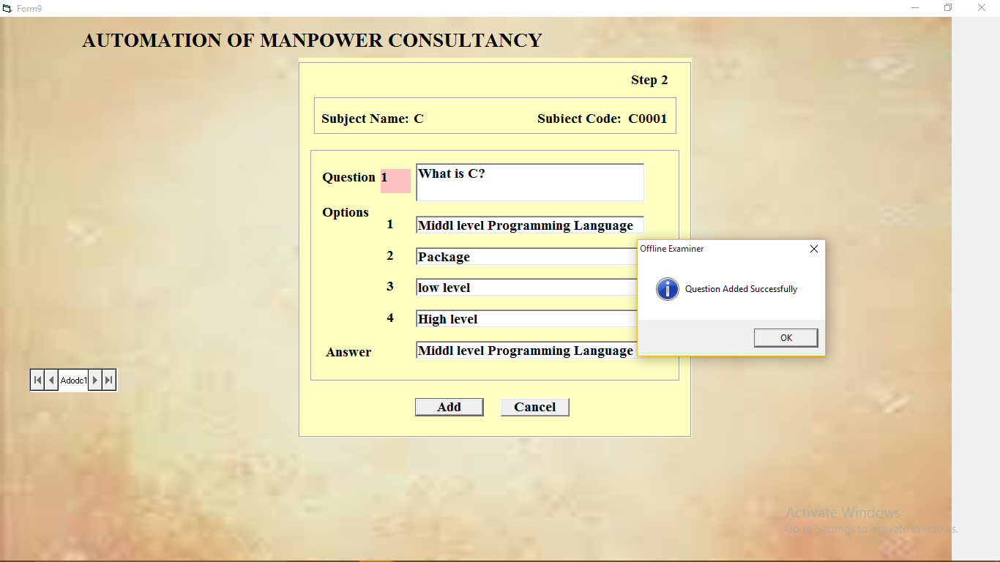 Form9
AUTOMATION OF MANPOWER CONSULTANCY
Step 2
Subject Name: C Subiect Code: C0001
Question 1 What is C?
Options
1 Middl level Programming Language
2 Package
3 low level
4 High level
Answer Middl level Programming Language
Offline Examiner
Question Added Successfully
OK
Adodc1
Add Cancel
Activate Windows
Go to Settings to activate Windows.